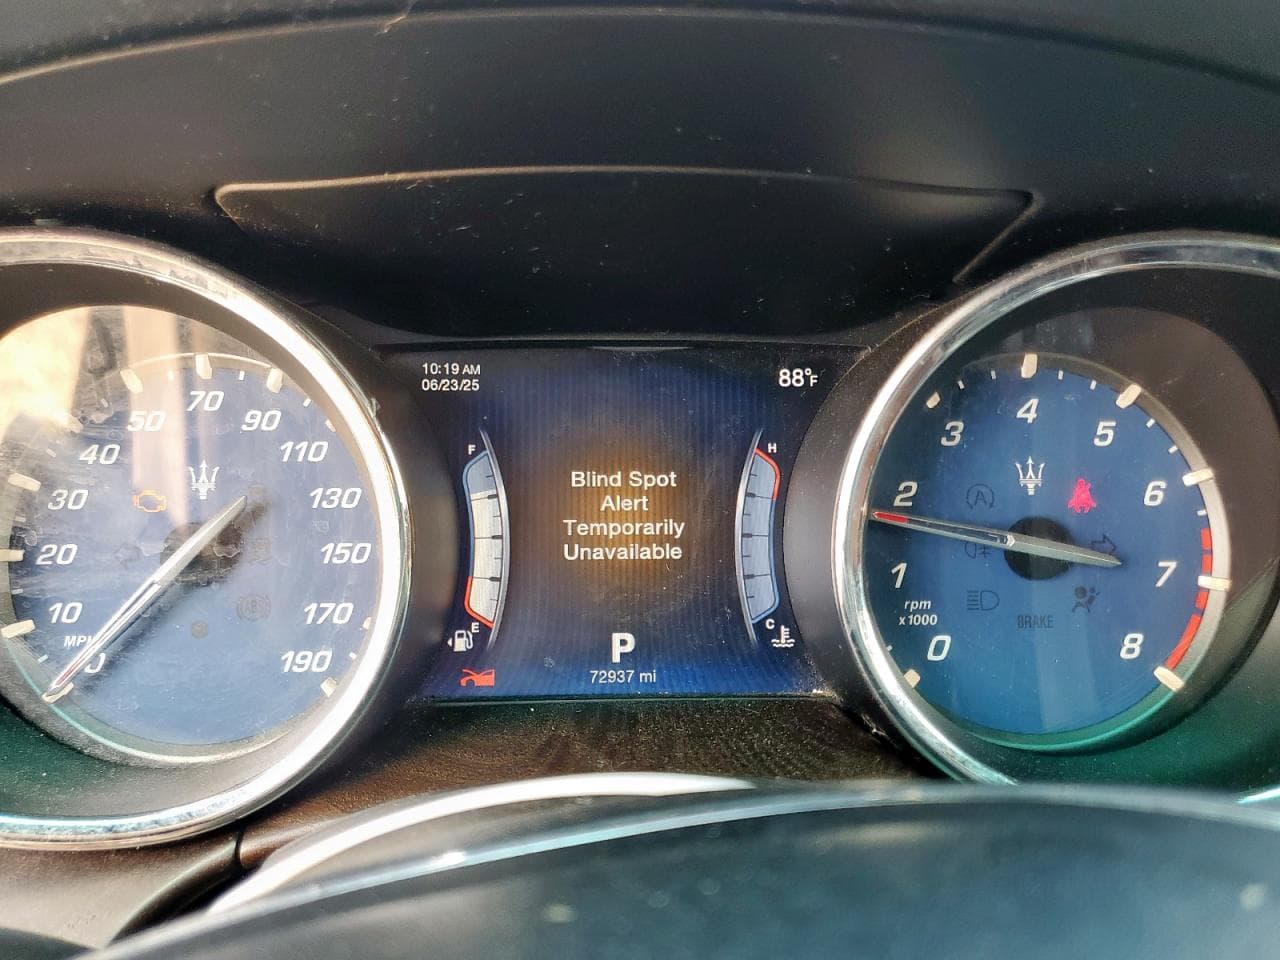 10:19 AM
06/23/25
88°F
F
E
H
C
Blind Spot
Alert
Temporarily
Unavailable
P
72937 mi
0
10
20
30
40
50
70
90
110
130
150
170
190
MPH
ABS
0
1
2
3
4
5
6
7
8
rpm
x1000
A
BRAKE